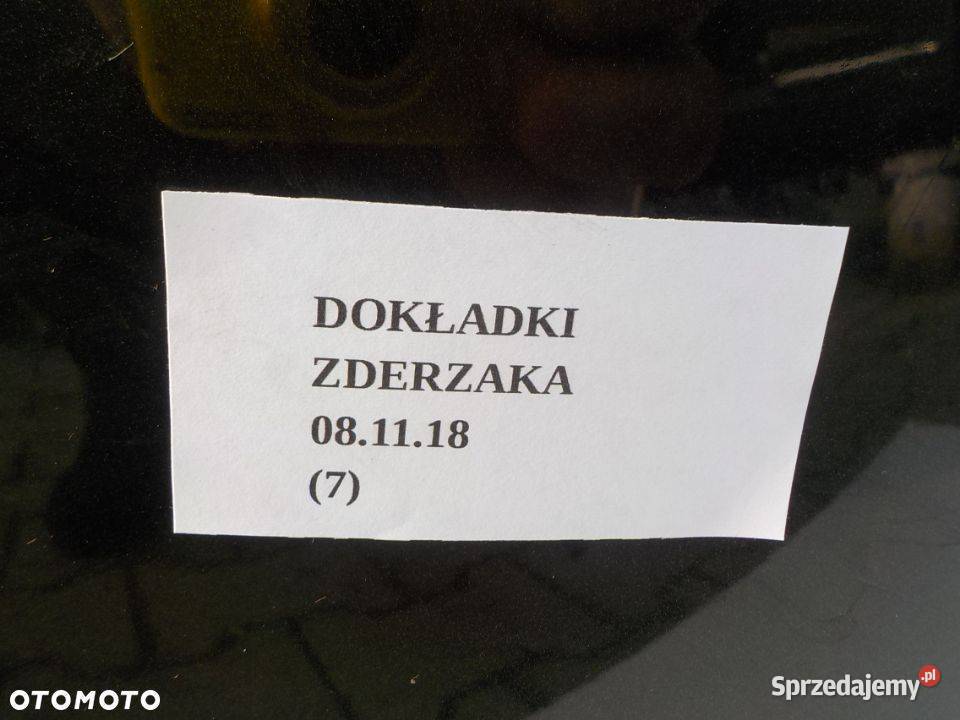 DOKŁADKI
ZDERZAKA
08.11.18
(7)
OTOMOTO
Sprzedajemy.pl